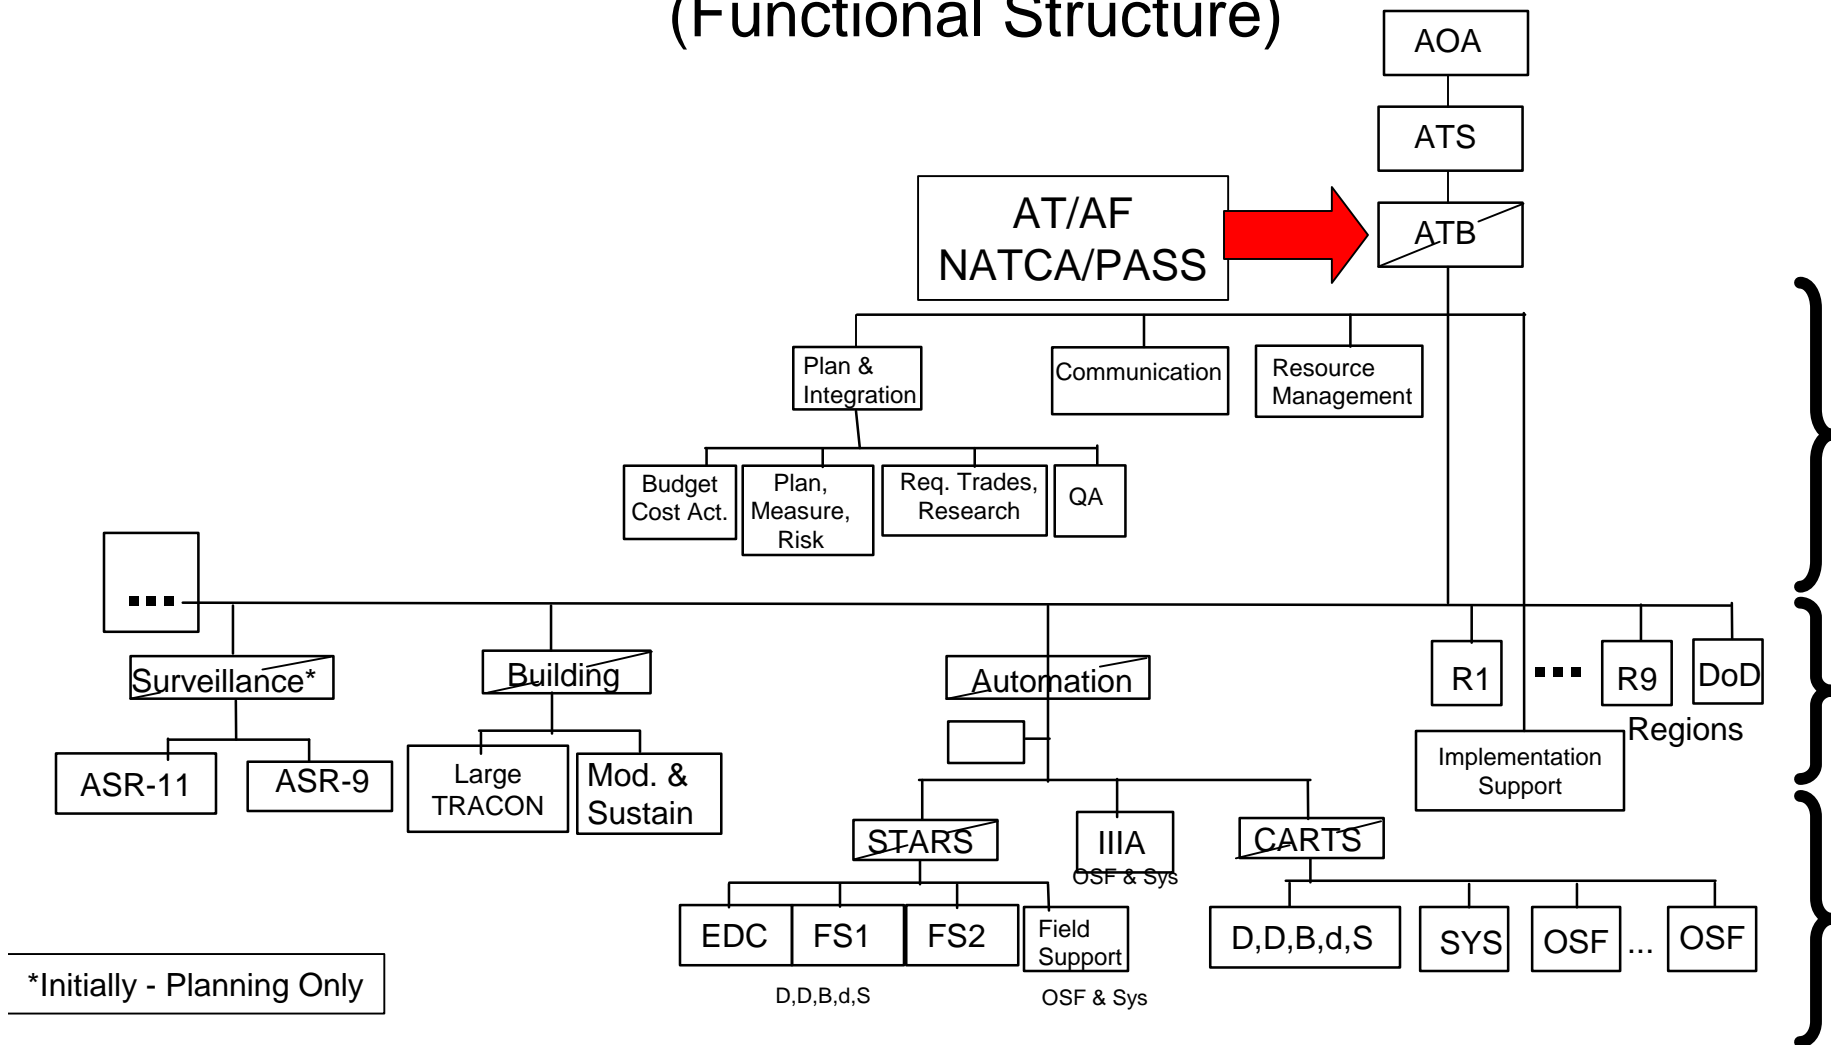 (Functional Structure)
AOA
ATS
AT/AF
NATCA/PASS
ATB
Plan &
Integration
Communication
Resource
Management
Budget
Cost Act.
Plan,
Measure,
Risk
Req. Trades,
Research
QA
...
Surveillance*
Building
Automation
R1
...
R9
DoD
Regions
ASR-11
ASR-9
Large
TRACON
Mod. &
Sustain
Implementation
Support
STARS
IIIA
OSF & Sys
CARTS
EDC
FS1
FS2
Field
Support
D,D,B,d,S
SYS
OSF
...
OSF
D,D,B,d,S
OSF & Sys
*Initially - Planning Only